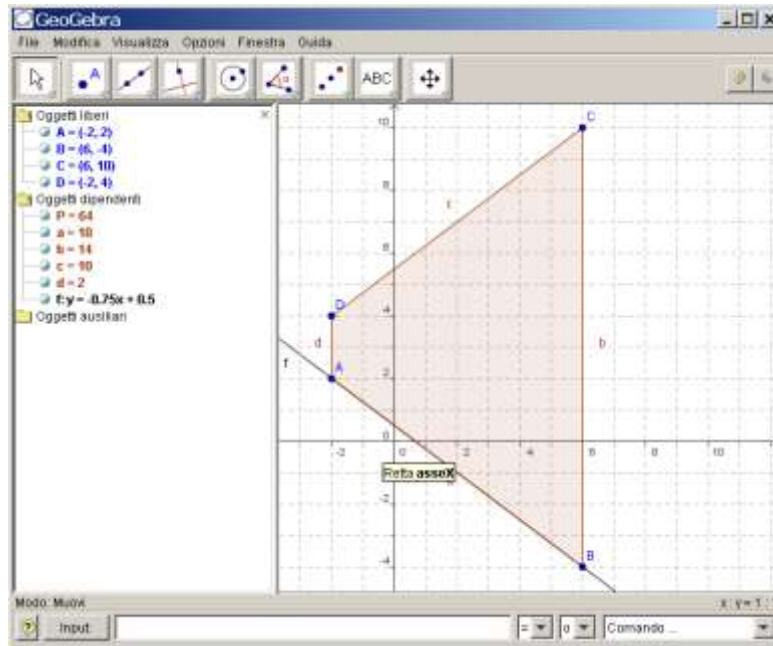 GeoGebra
File Modifica Visualizza Opzioni Finestra Guida
A ABC
Oggetti liberi
A = (-2, 2)
B = (6, -4)
C = (6, 10)
D = (-2, 4)
Oggetti dipendenti
P = 64
a = 10
b = 14
c = 10
d = 2
f: y = -0.75x + 0.5
Oggetti ausiliari
10
C
8
6
D
4
d
b
f
A
2
0
-2 0 2 4 6 8 10
Retta asseX
-2
-4
B
Modo: Muovi
x : y = 1 :
Input:
= Comando ...